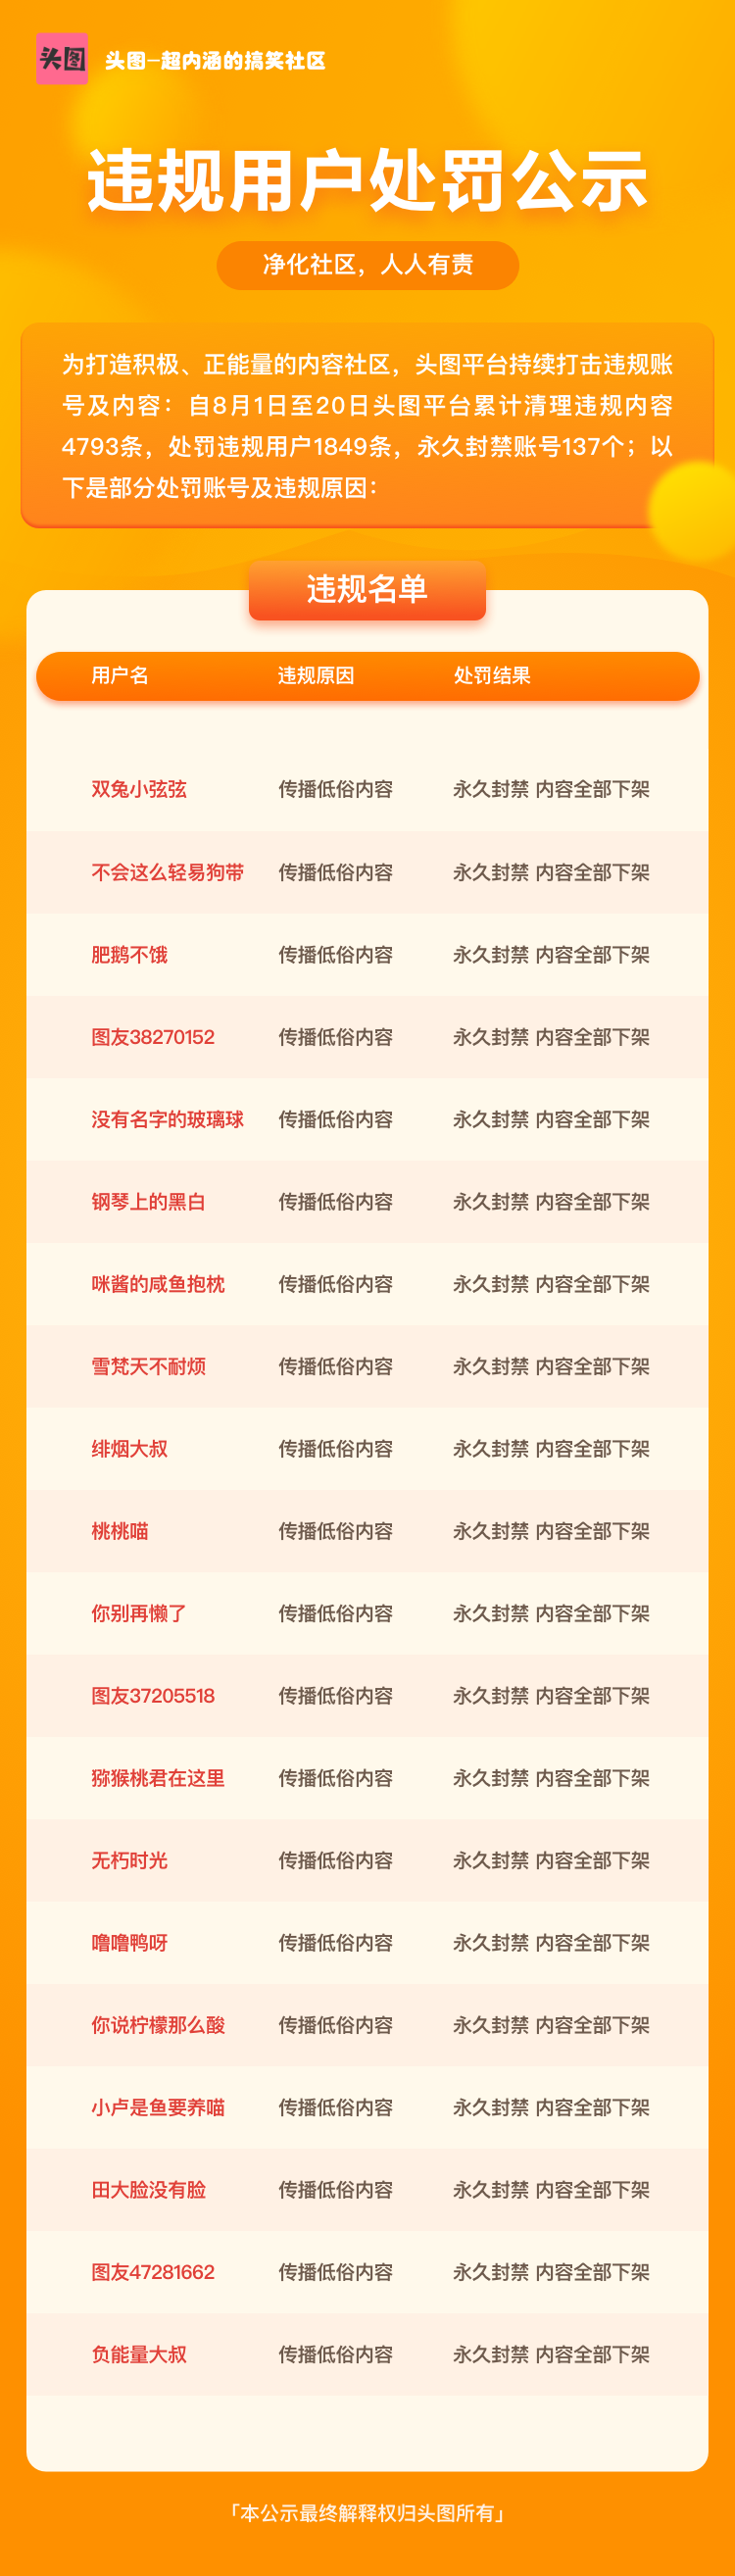 头图
头图-超内涵的搞笑社区
违规用户处罚公示
净化社区，人人有责
为打造积极、正能量的内容社区，头图平台持续打击违规账
号及内容：自8月1日至20日头图平台累计清理违规内容
4793条，处罚违规用户1849条，永久封禁账号137个；以
下是部分处罚账号及违规原因：
违规名单
用户名 违规原因 处罚结果
双兔小弦弦 传播低俗内容 永久封禁 内容全部下架
不会这么轻易狗带 传播低俗内容 永久封禁 内容全部下架
肥鹅不饿 传播低俗内容 永久封禁 内容全部下架
图友38270152 传播低俗内容 永久封禁 内容全部下架
没有名字的玻璃球 传播低俗内容 永久封禁 内容全部下架
钢琴上的黑白 传播低俗内容 永久封禁 内容全部下架
咪酱的咸鱼抱枕 传播低俗内容 永久封禁 内容全部下架
雪梵天不耐烦 传播低俗内容 永久封禁 内容全部下架
绯烟大叔 传播低俗内容 永久封禁 内容全部下架
桃桃喵 传播低俗内容 永久封禁 内容全部下架
你别再懒了 传播低俗内容 永久封禁 内容全部下架
图友37205518 传播低俗内容 永久封禁 内容全部下架
猕猴桃君在这里 传播低俗内容 永久封禁 内容全部下架
无朽时光 传播低俗内容 永久封禁 内容全部下架
噜噜鸭呀 传播低俗内容 永久封禁 内容全部下架
你说柠檬那么酸 传播低俗内容 永久封禁 内容全部下架
小卢是鱼要养喵 传播低俗内容 永久封禁 内容全部下架
田大脸没有脸 传播低俗内容 永久封禁 内容全部下架
图友47281662 传播低俗内容 永久封禁 内容全部下架
负能量大叔 传播低俗内容 永久封禁 内容全部下架
「本公示最终解释权归头图所有」